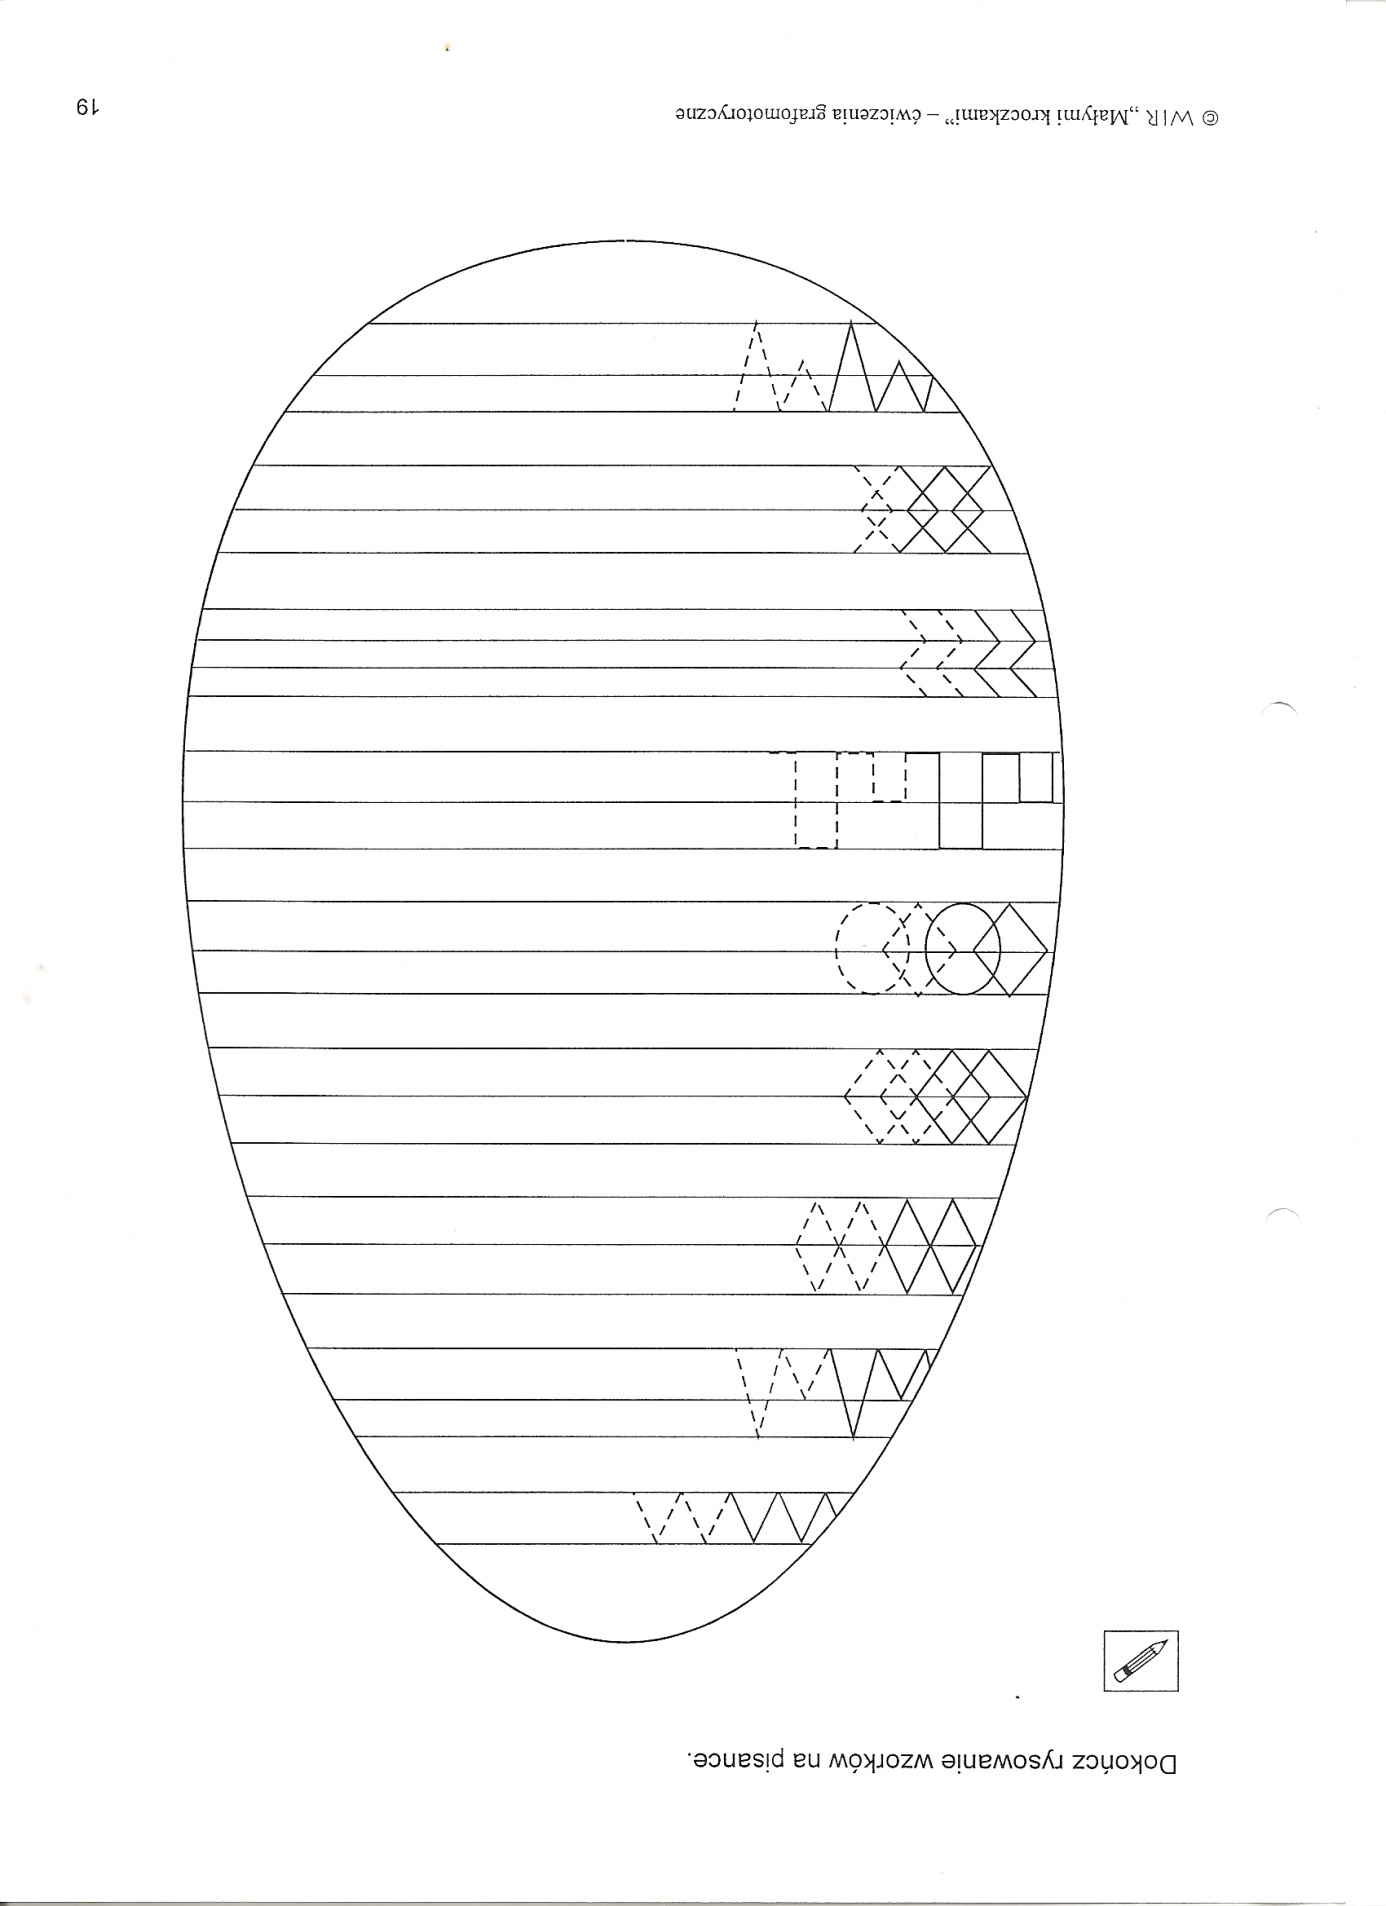 Dokończ rysowanie wzorków na pisance.
© WIR „Małymi kroczkami” – ćwiczenia grafomotoryczne
19